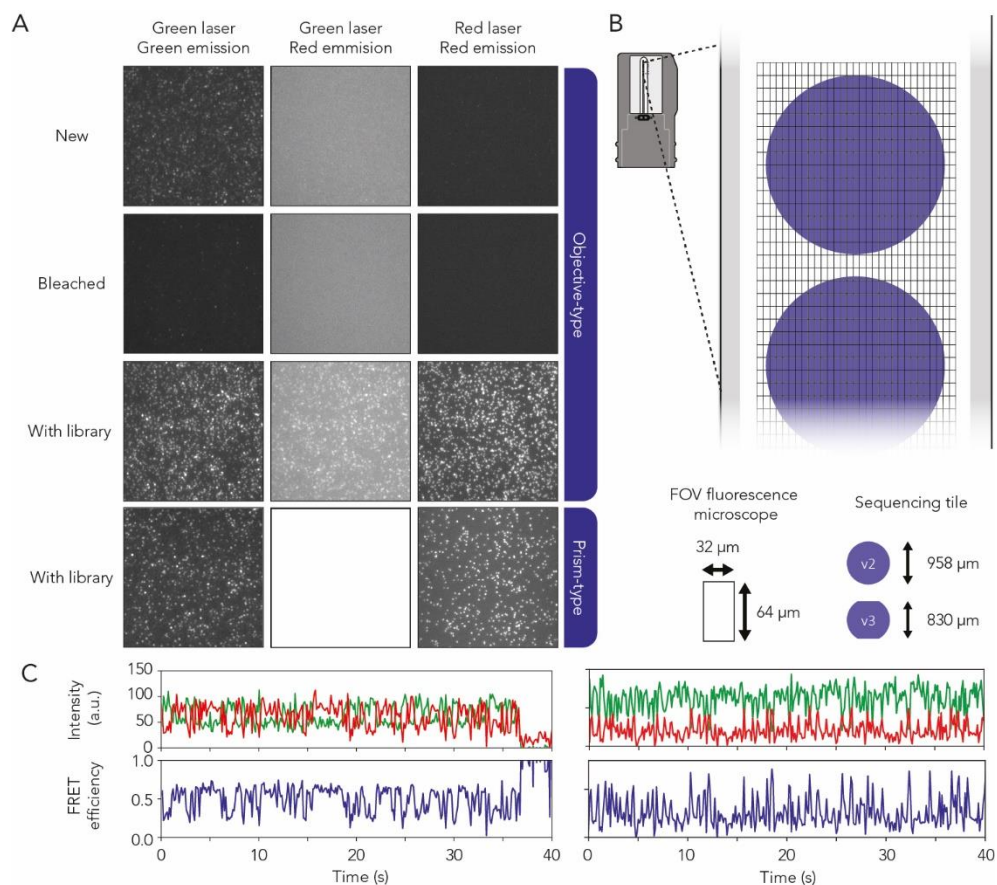 A
Green laser
Green emission
Green laser
Red emmision
Red laser
Red emission
New
Bleached
With library
With library
Objective-type
Prism-type
B
FOV fluorescence
microscope
32 µm
64 µm
Sequencing tile
v2
958 µm
v3
830 µm
C
Intensity
(a.u.)
150
100
50
0
FRET
efficiency
1.0
0.5
0.0
0 10 20 30 40
Time (s)
0 10 20 30 40
Time (s)